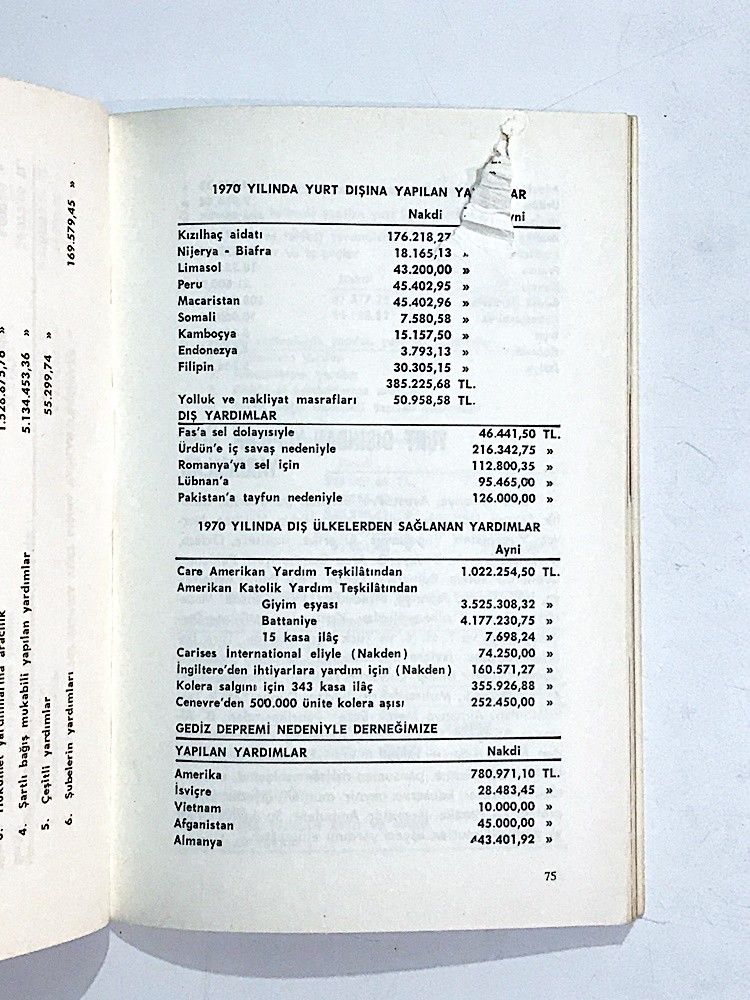 4. Şartlı bağış mukabili yapılan yardımlar 5.134.453,36 »
5. Çeşitli yardımlar 55.299,74 »
6. Şubelerin yardımları 169.579,45 »
1970 YILINDA YURT DIŞINA YAPILAN
Nakdi
Kızılhaç aidatı 176.218,27
Nijerya - Biafra 18.165,13 »
Limasol 43.200,00 »
Peru 45.402,95 »
Macaristan 45.402,96 »
Somali 7.580,58 »
Kamboçya 15.157,50 »
Endonezya 3.793,13 »
Filipin 30.305,15 »
385.225,68 TL.
Yolluk ve nakliyat masrafları 50.958,58 TL.
DIŞ YARDIMLAR
Fas'a sel dolayısiyle 46.441,50 TL.
Ürdün'e iç savaş nedeniyle 216.342,75 »
Romanya'ya sel için 112.800,35 »
Lübnan'a 95.465,00 »
Pakistan'a tayfun nedeniyle 126.000,00 »
1970 YILINDA DIŞ ÜLKELERDEN SAĞLANAN YARDIMLAR
Ayni
Care Amerikan Yardım Teşkilâtından 1.022.254,50 TL.
Amerikan Katolik Yardım Teşkilâtından
Giyim eşyası 3.525.308,32 »
Battaniye 4.177.230,75 »
15 kasa ilâç 7.698,24 »
Carises İnternational eliyle (Nakden) 74.250,00 »
İngiltere'den ihtiyarlara yardım için (Nakden) 160.571,27 »
Kolera salgını için 343 kasa ilâç 355.926,88 »
Cenevre'den 500.000 ünite kolera aşısı 252.450,00 »
GEDİZ DEPREMİ NEDENİYLE DERNEĞİMİZE
YAPILAN YARDIMLAR Nakdi
Amerika 780.971,10 TL.
İsviçre 28.483,45 »
Vietnam 10.000,00 »
Afganistan 45.000,00 »
Almanya 443.401,92 »
75